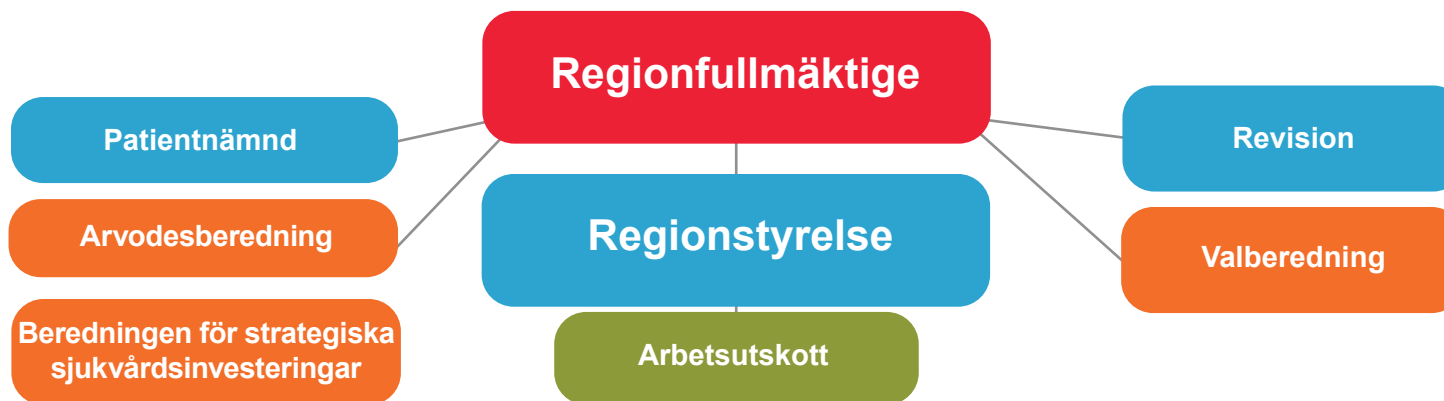 Regionfullmäktige
Patientnämnd
Revision
Arvodesberedning
Regionstyrelse
Valberedning
Beredningen för strategiska
sjukvårdsinvesteringar
Arbetsutskott